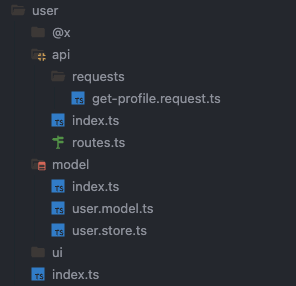 user
@x
api
requests
TS get-profile.request.ts
TS index.ts
routes.ts
model
TS index.ts
TS user.model.ts
TS user.store.ts
ui
TS index.ts